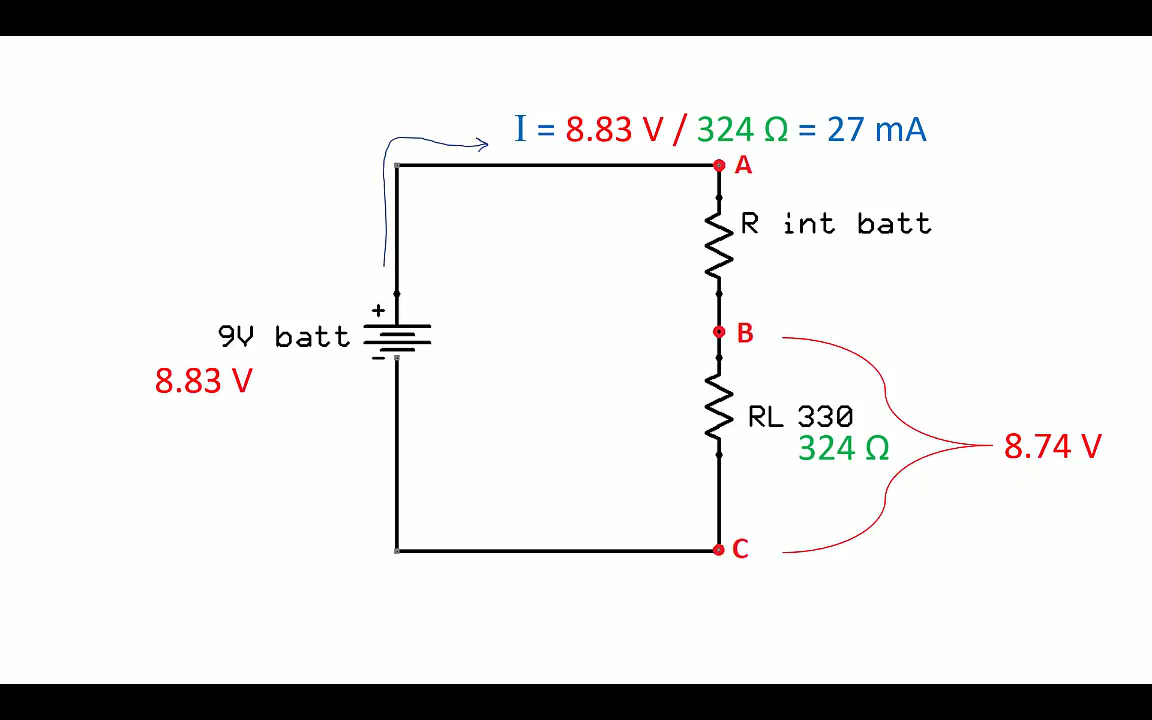 I = 8.83 V / 324 Ω = 27 mA
A
R int batt
+
9V batt
-
8.83 V
B
RL 330
324 Ω
8.74 V
C